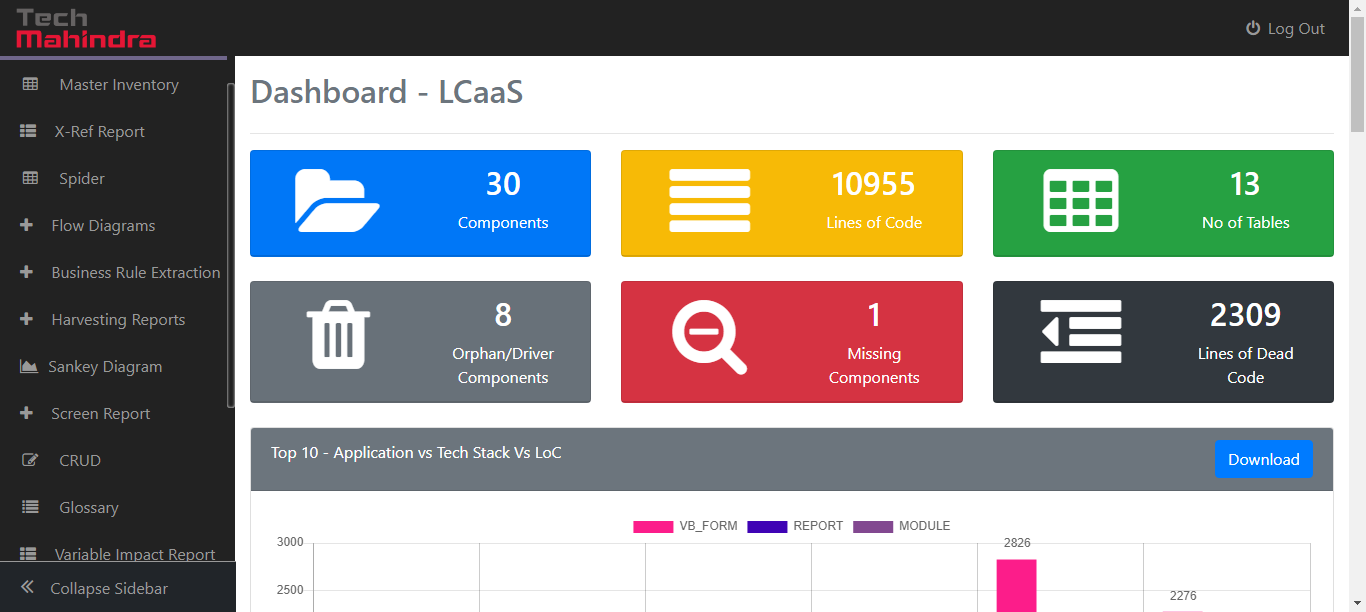 Tech
Mahindra
Log Out
Master Inventory
X-Ref Report
Spider
Flow Diagrams
Business Rule Extraction
Harvesting Reports
Sankey Diagram
Screen Report
CRUD
Glossary
Variable Impact Report
Collapse Sidebar
Dashboard - LCaaS
30
Components
10955
Lines of Code
13
No of Tables
8
Orphan/Driver
Components
1
Missing
Components
2309
Lines of Dead
Code
Top 10 - Application vs Tech Stack Vs LoC
Download
VB_FORM REPORT MODULE
3000
2826
2500
2276